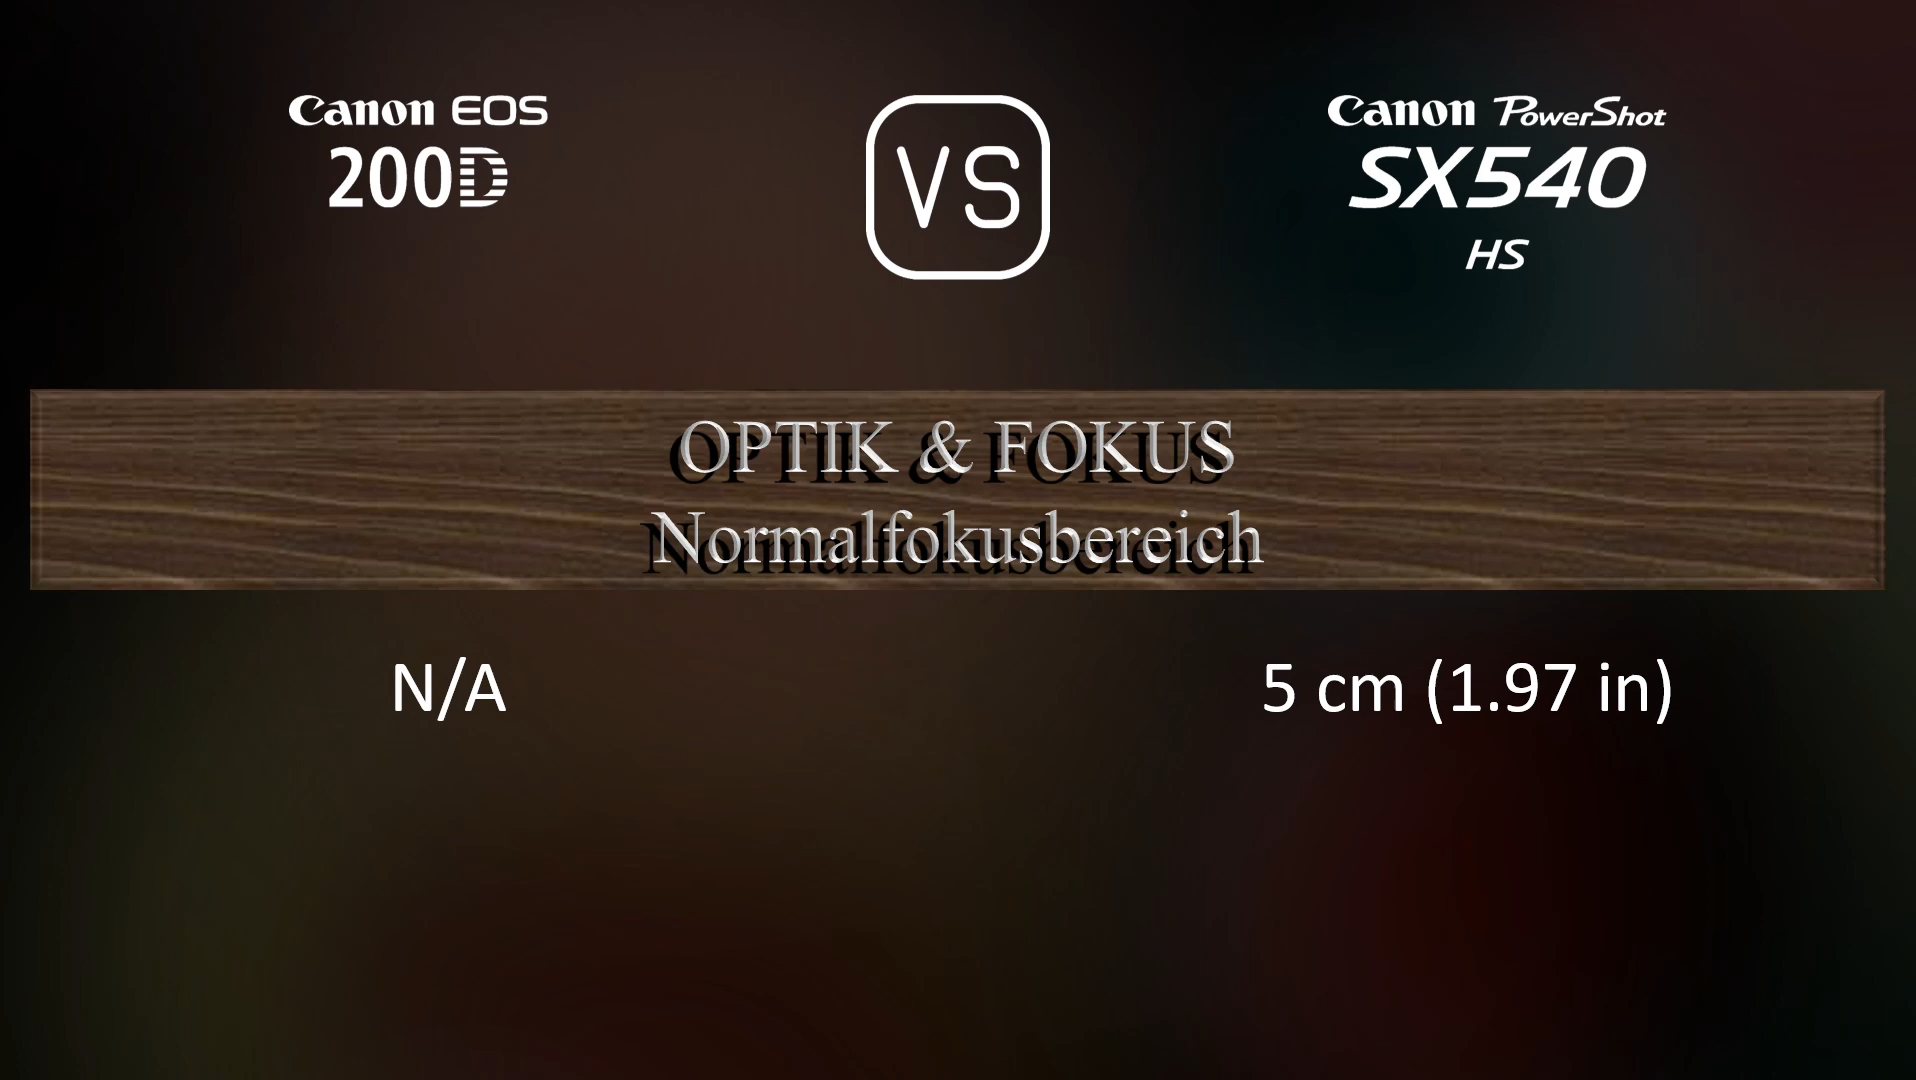 Canon EOS
200D
VS
Canon PowerShot
SX540
HS
OPTIK & FOKUS
Normalfokusbereich
N/A
5 cm (1.97 in)